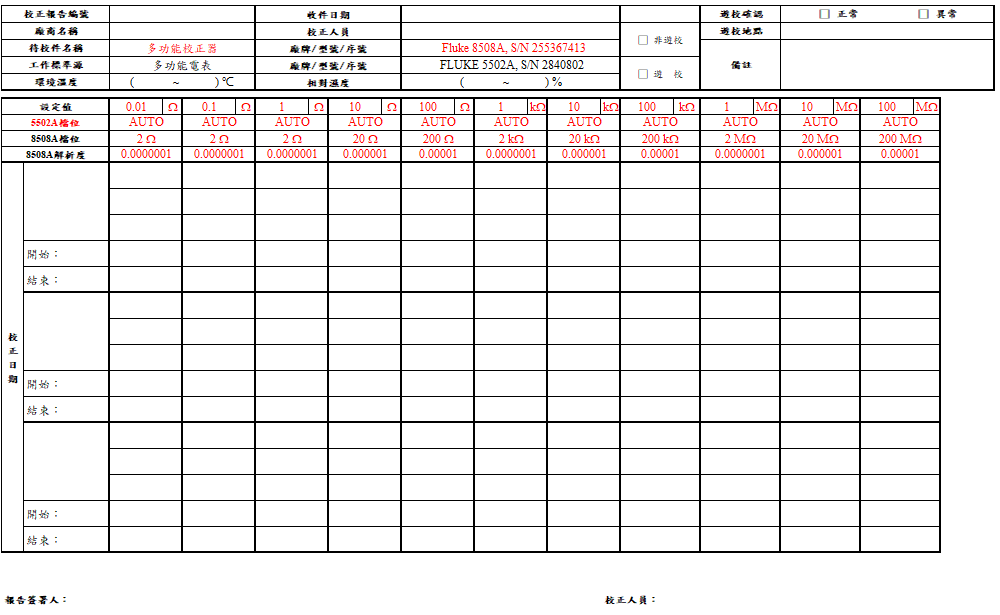 校正報告編號 收件日期 遊校確認 □ 正常 □ 異常
廠商名稱 校正人員 □ 非遊校 遊校地點
待校件名稱 多功能校正器 廠牌/型號/序號 Fluke 8508A, S/N 255367413
工作標準源 多功能電表 廠牌/型號/序號 FLUKE 5502A, S/N 2840802 □ 遊 校 備註
環境溫度 ( ~ )℃ 相對濕度 ( ~ )%
設定值 0.01 Ω 0.1 Ω 1 Ω 10 Ω 100 Ω 1 kΩ 10 kΩ 100 kΩ 1 MΩ 10 MΩ 100 MΩ
5502A檔位 AUTO AUTO AUTO AUTO AUTO AUTO AUTO AUTO AUTO AUTO AUTO
8508A檔位 2 Ω 2 Ω 2 Ω 20 Ω 200 Ω 2 kΩ 20 kΩ 200 kΩ 2 MΩ 20 MΩ 200 MΩ
8508A解析度 0.0000001 0.0000001 0.0000001 0.000001 0.00001 0.0000001 0.000001 0.00001 0.0000001 0.000001 0.00001
校正日期
開始：
結束：
開始：
結束：
開始：
結束：
報告簽署人： 校正人員：